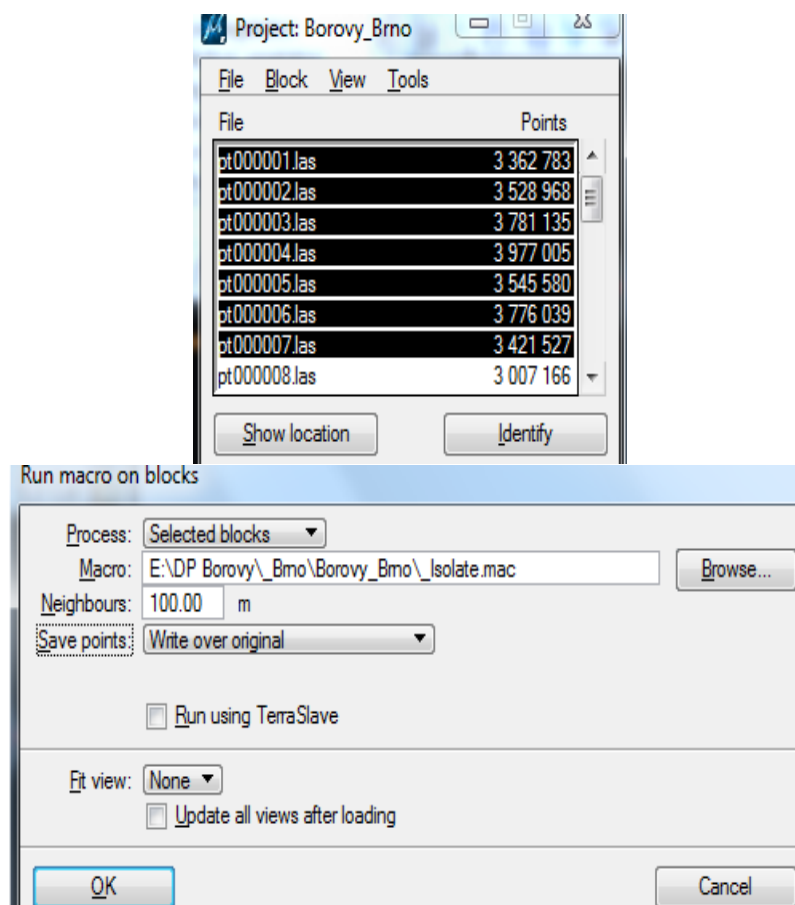 Project: Borovy_Brno
File Block View Tools
File Points
pt000001.las 3 362 783
pt000002.las 3 528 968
pt000003.las 3 781 135
pt000004.las 3 977 005
pt000005.las 3 545 580
pt000006.las 3 776 039
pt000007.las 3 421 527
pt000008.las 3 007 166
Show location Identify
Run macro on blocks
Process: Selected blocks
Macro: E:\DP Borovy\_Brno\Borovy_Brno\_Isolate.mac Browse...
Neighbours: 100.00 m
Save points: Write over original
Run using TerraSlave
Fit view: None
Update all views after loading
OK Cancel